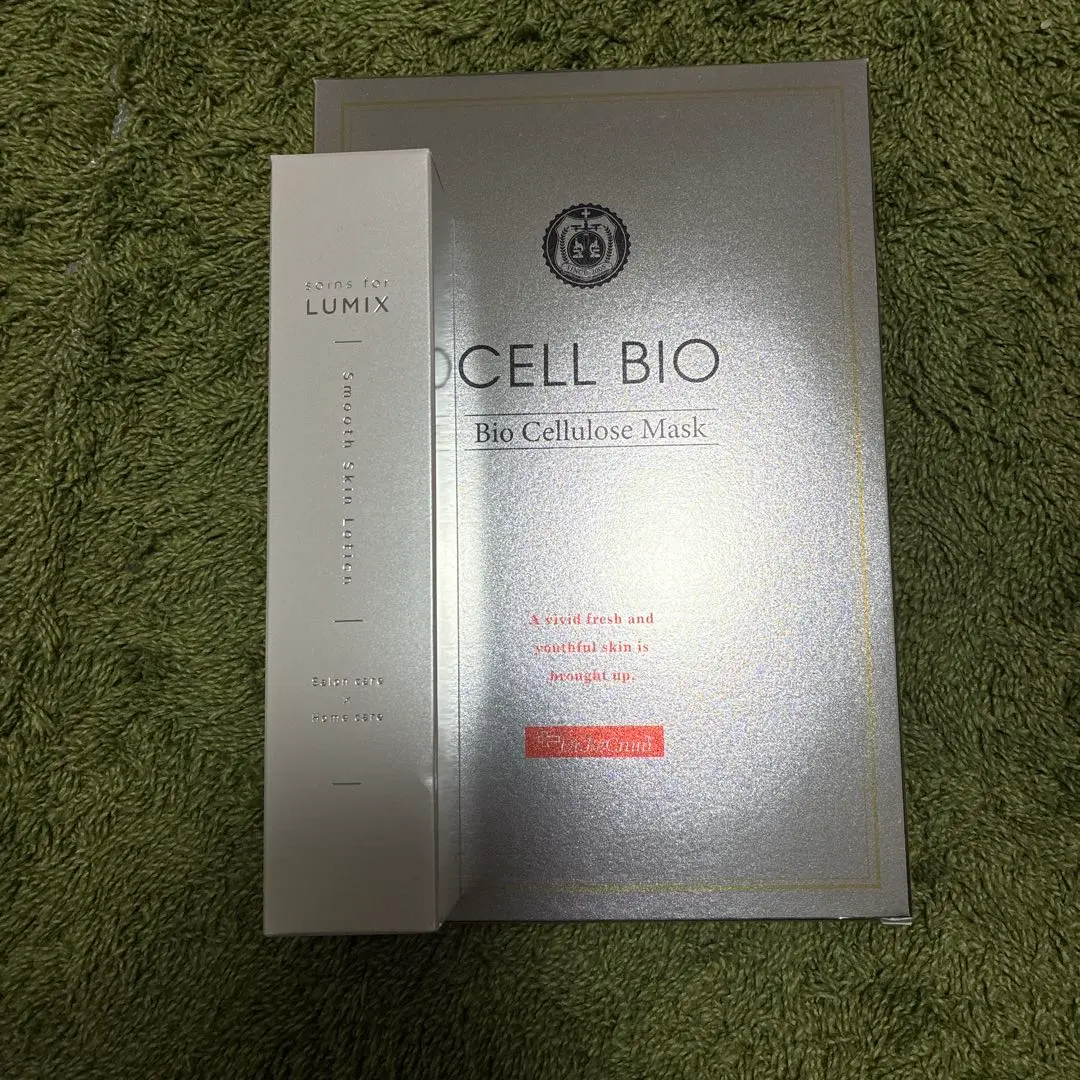 soins for
LUMIX
Smooth Skin Lotion
Salon care
×
Home care
OCELL BIO
Bio Cellulose Mask
A vivid fresh and
youthful skin is
brought up.